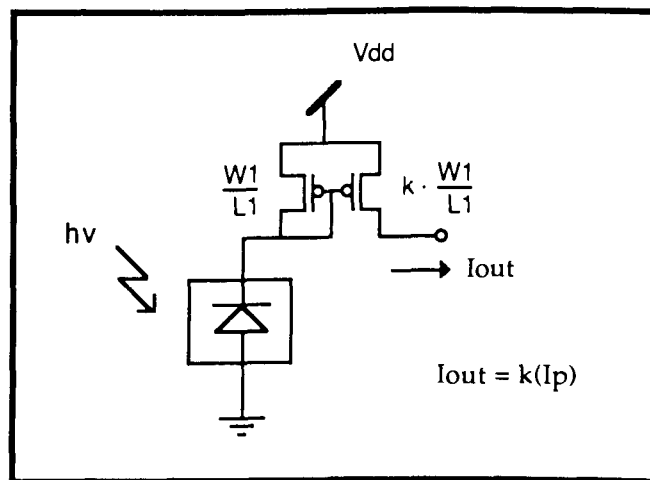 Vdd
W1
L1
k · W1
L1
hv
Iout
Iout = k(Ip)